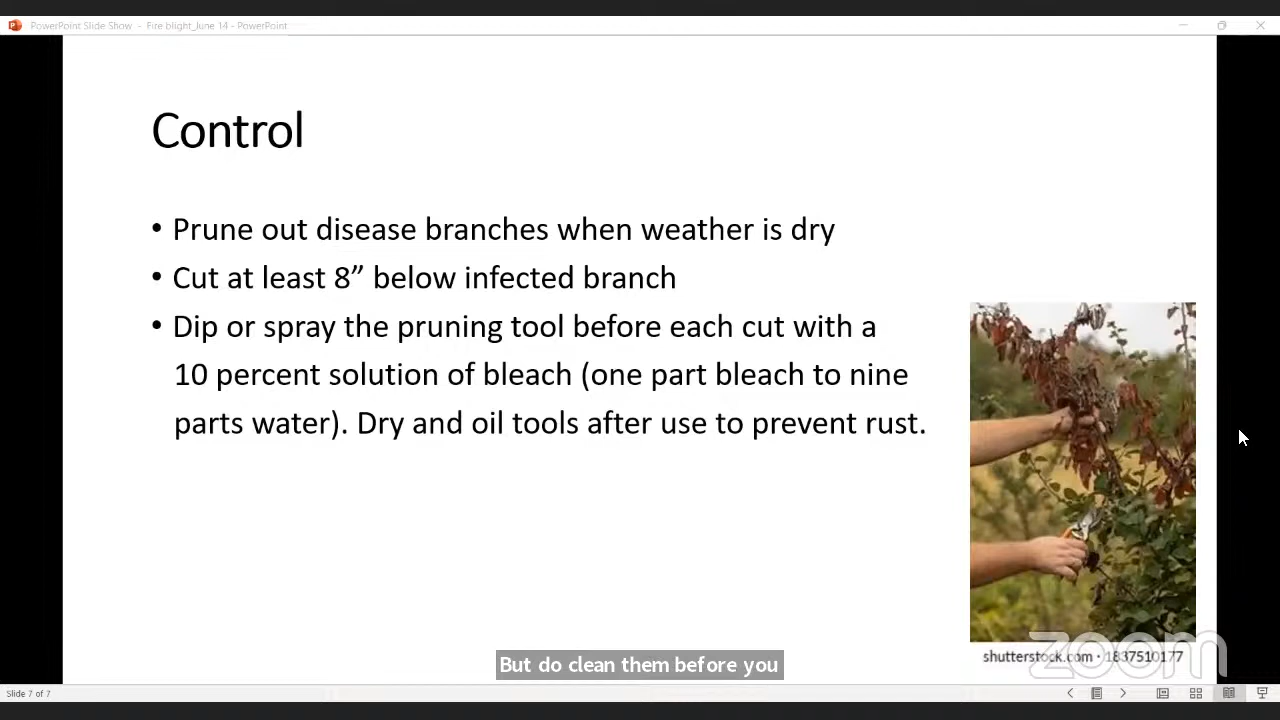 PowerPoint Slide Show - Fire blight_June 14 - PowerPoint
Control
• Prune out disease branches when weather is dry
• Cut at least 8” below infected branch
• Dip or spray the pruning tool before each cut with a
10 percent solution of bleach (one part bleach to nine
parts water). Dry and oil tools after use to prevent rust.
shutterstock.com • 1837510177
zoom
But do clean them before you
Slide 7 of 7